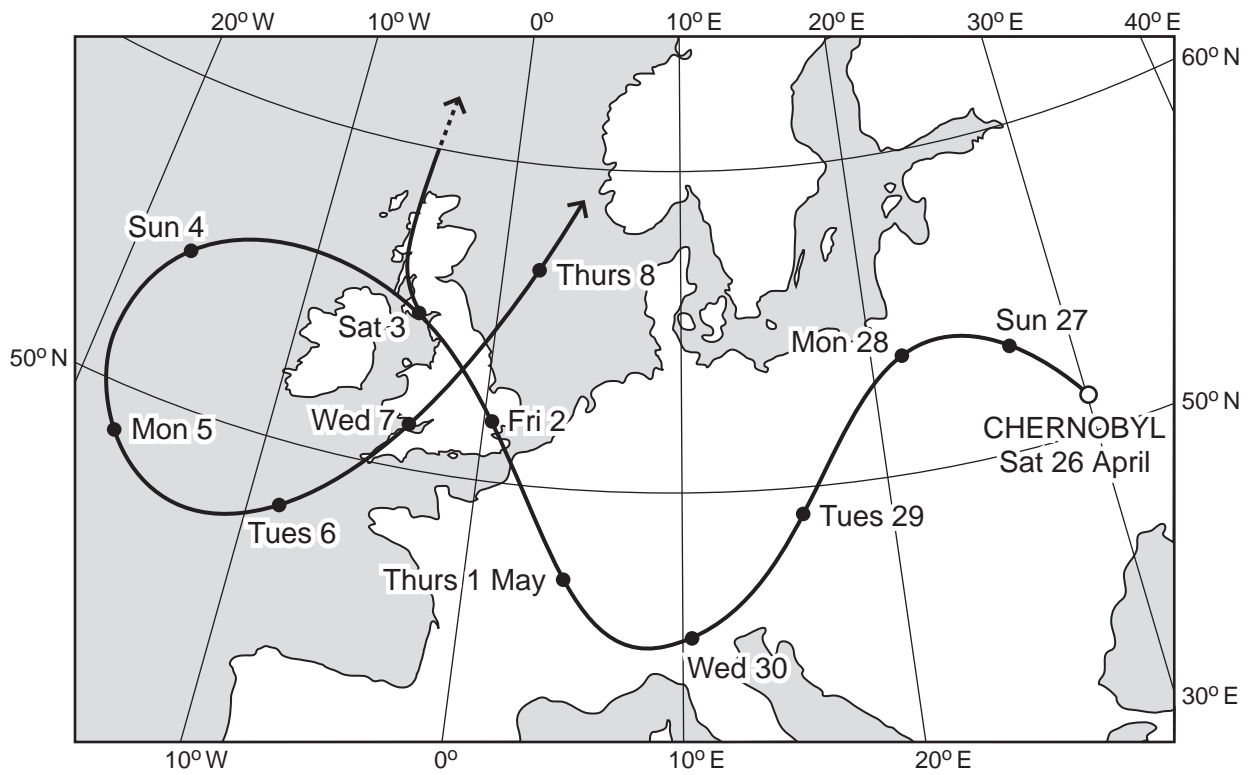 20° W 10° W 0° 10° E 20° E 30° E 40° E
60° N
Sun 4
Thurs 8
Sun 27
Sat 3
Mon 28
50° N
50° N
Wed 7
Fri 2
Mon 5
CHERNOBYL
Sat 26 April
Tues 29
Tues 6
Thurs 1 May
Wed 30
30° E
10° W 0° 10° E 20° E